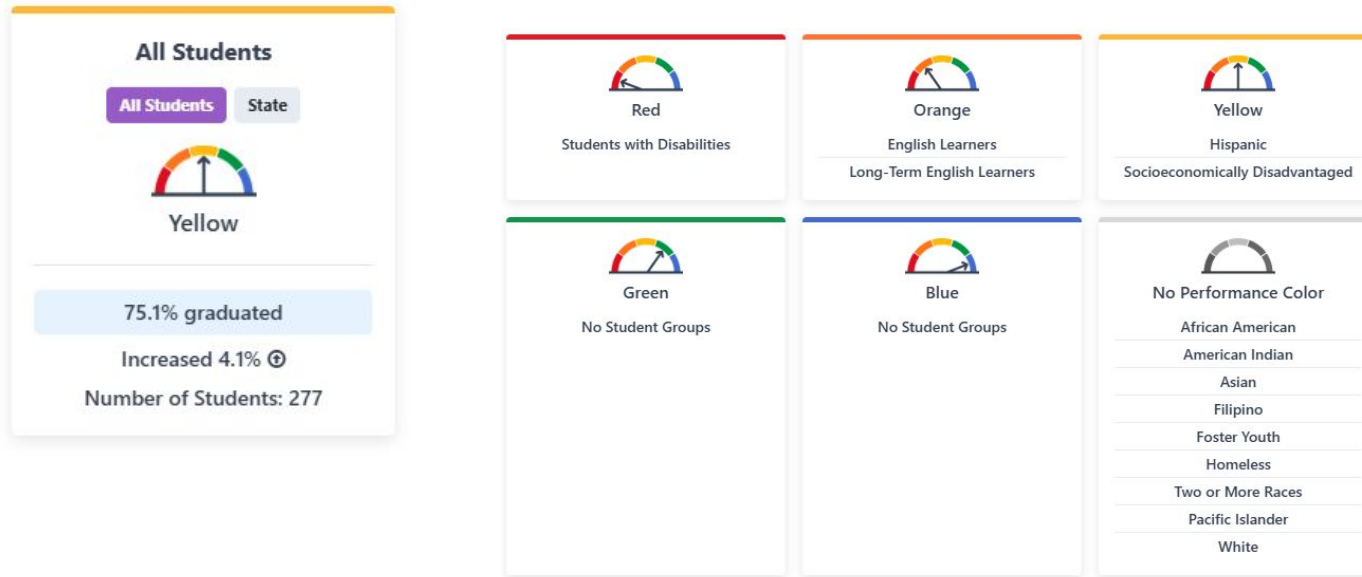 All Students
All Students
State
Yellow
75.1% graduated
Increased 4.1%
Number of Students: 277
Red
Students with Disabilities
Orange
English Learners
Long-Term English Learners
Yellow
Hispanic
Socioeconomically Disadvantaged
Green
No Student Groups
Blue
No Student Groups
No Performance Color
African American
American Indian
Asian
Filipino
Foster Youth
Homeless
Two or More Races
Pacific Islander
White